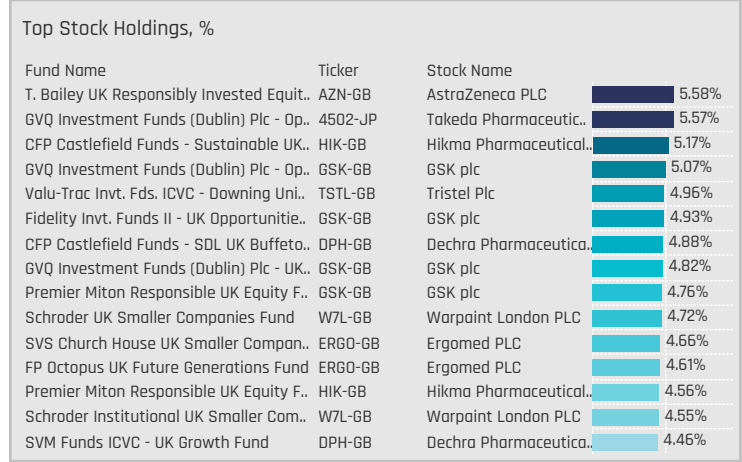 Top Stock Holdings, %
Fund Name Ticker Stock Name
T. Bailey UK Responsibly Invested Equit.. AZN-GB AstraZeneca PLC 5.58%
GVQ Investment Funds (Dublin) Plc - Op.. 4502-JP Takeda Pharmaceutic.. 5.57%
CFP Castlefield Funds - Sustainable UK.. HIK-GB Hikma Pharmaceutical.. 5.17%
GVQ Investment Funds (Dublin) Plc - Op.. GSK-GB GSK plc 5.07%
Valu-Trac Invt. Fds. ICVC - Downing Uni.. TSTL-GB Tristel Plc 4.96%
Fidelity Invt. Funds II - UK Opportunitie.. GSK-GB GSK plc 4.93%
CFP Castlefield Funds - SDL UK Buffeto.. DPH-GB Dechra Pharmaceutica.. 4.88%
GVQ Investment Funds (Dublin) Plc - UK.. GSK-GB GSK plc 4.82%
Premier Miton Responsible UK Equity F.. GSK-GB GSK plc 4.76%
Schroder UK Smaller Companies Fund W7L-GB Warpaint London PLC 4.72%
SVS Church House UK Smaller Compan.. ERGO-GB Ergomed PLC 4.66%
FP Octopus UK Future Generations Fund ERGO-GB Ergomed PLC 4.61%
Premier Miton Responsible UK Equity F.. HIK-GB Hikma Pharmaceutical.. 4.56%
Schroder Institutional UK Smaller Com.. W7L-GB Warpaint London PLC 4.55%
SVM Funds ICVC - UK Growth Fund DPH-GB Dechra Pharmaceutica.. 4.46%